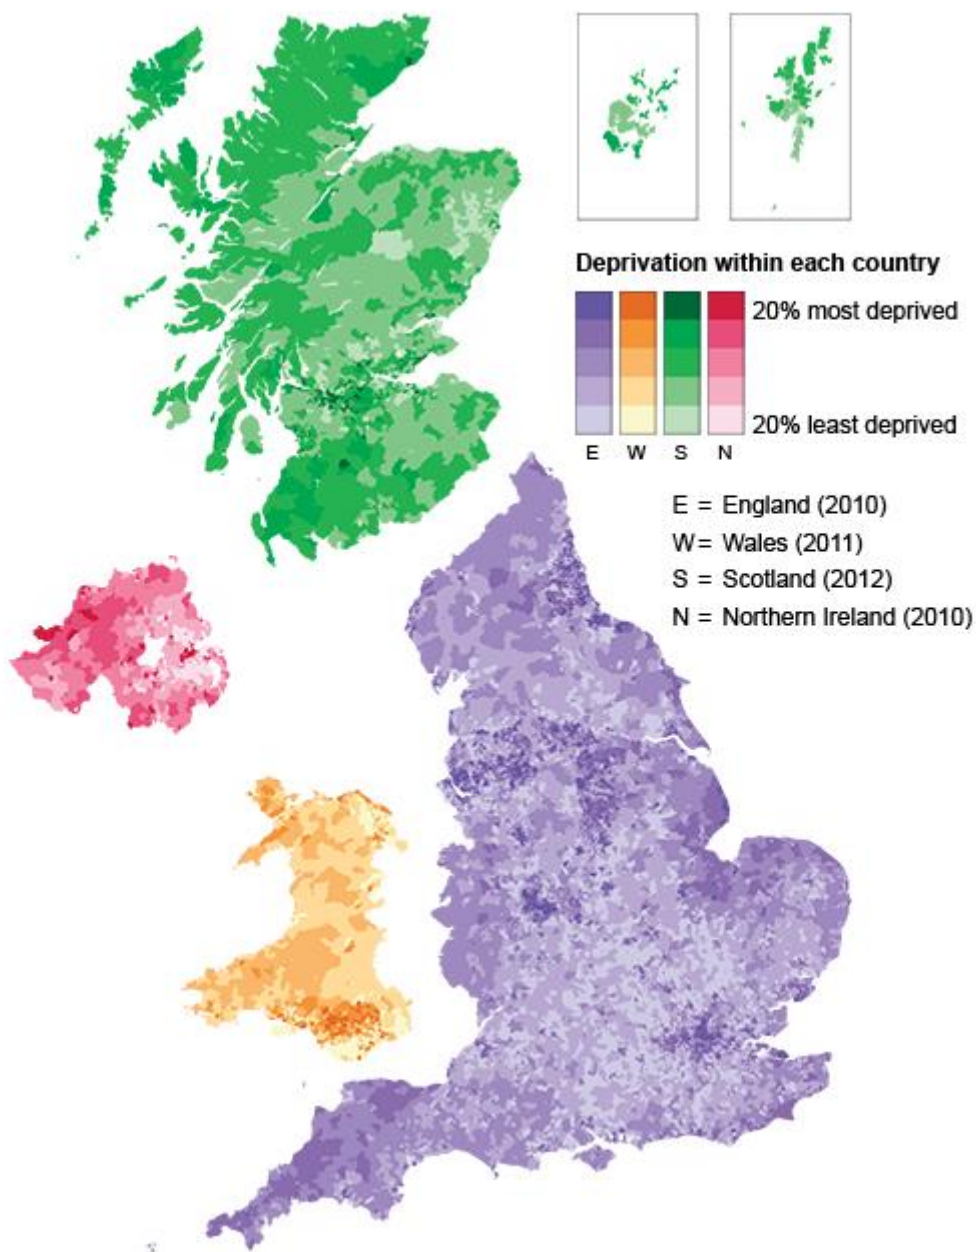 Deprivation within each country
20% most deprived
20% least deprived
E W S N
E = England (2010)
W= Wales (2011)
S = Scotland (2012)
N = Northern Ireland (2010)